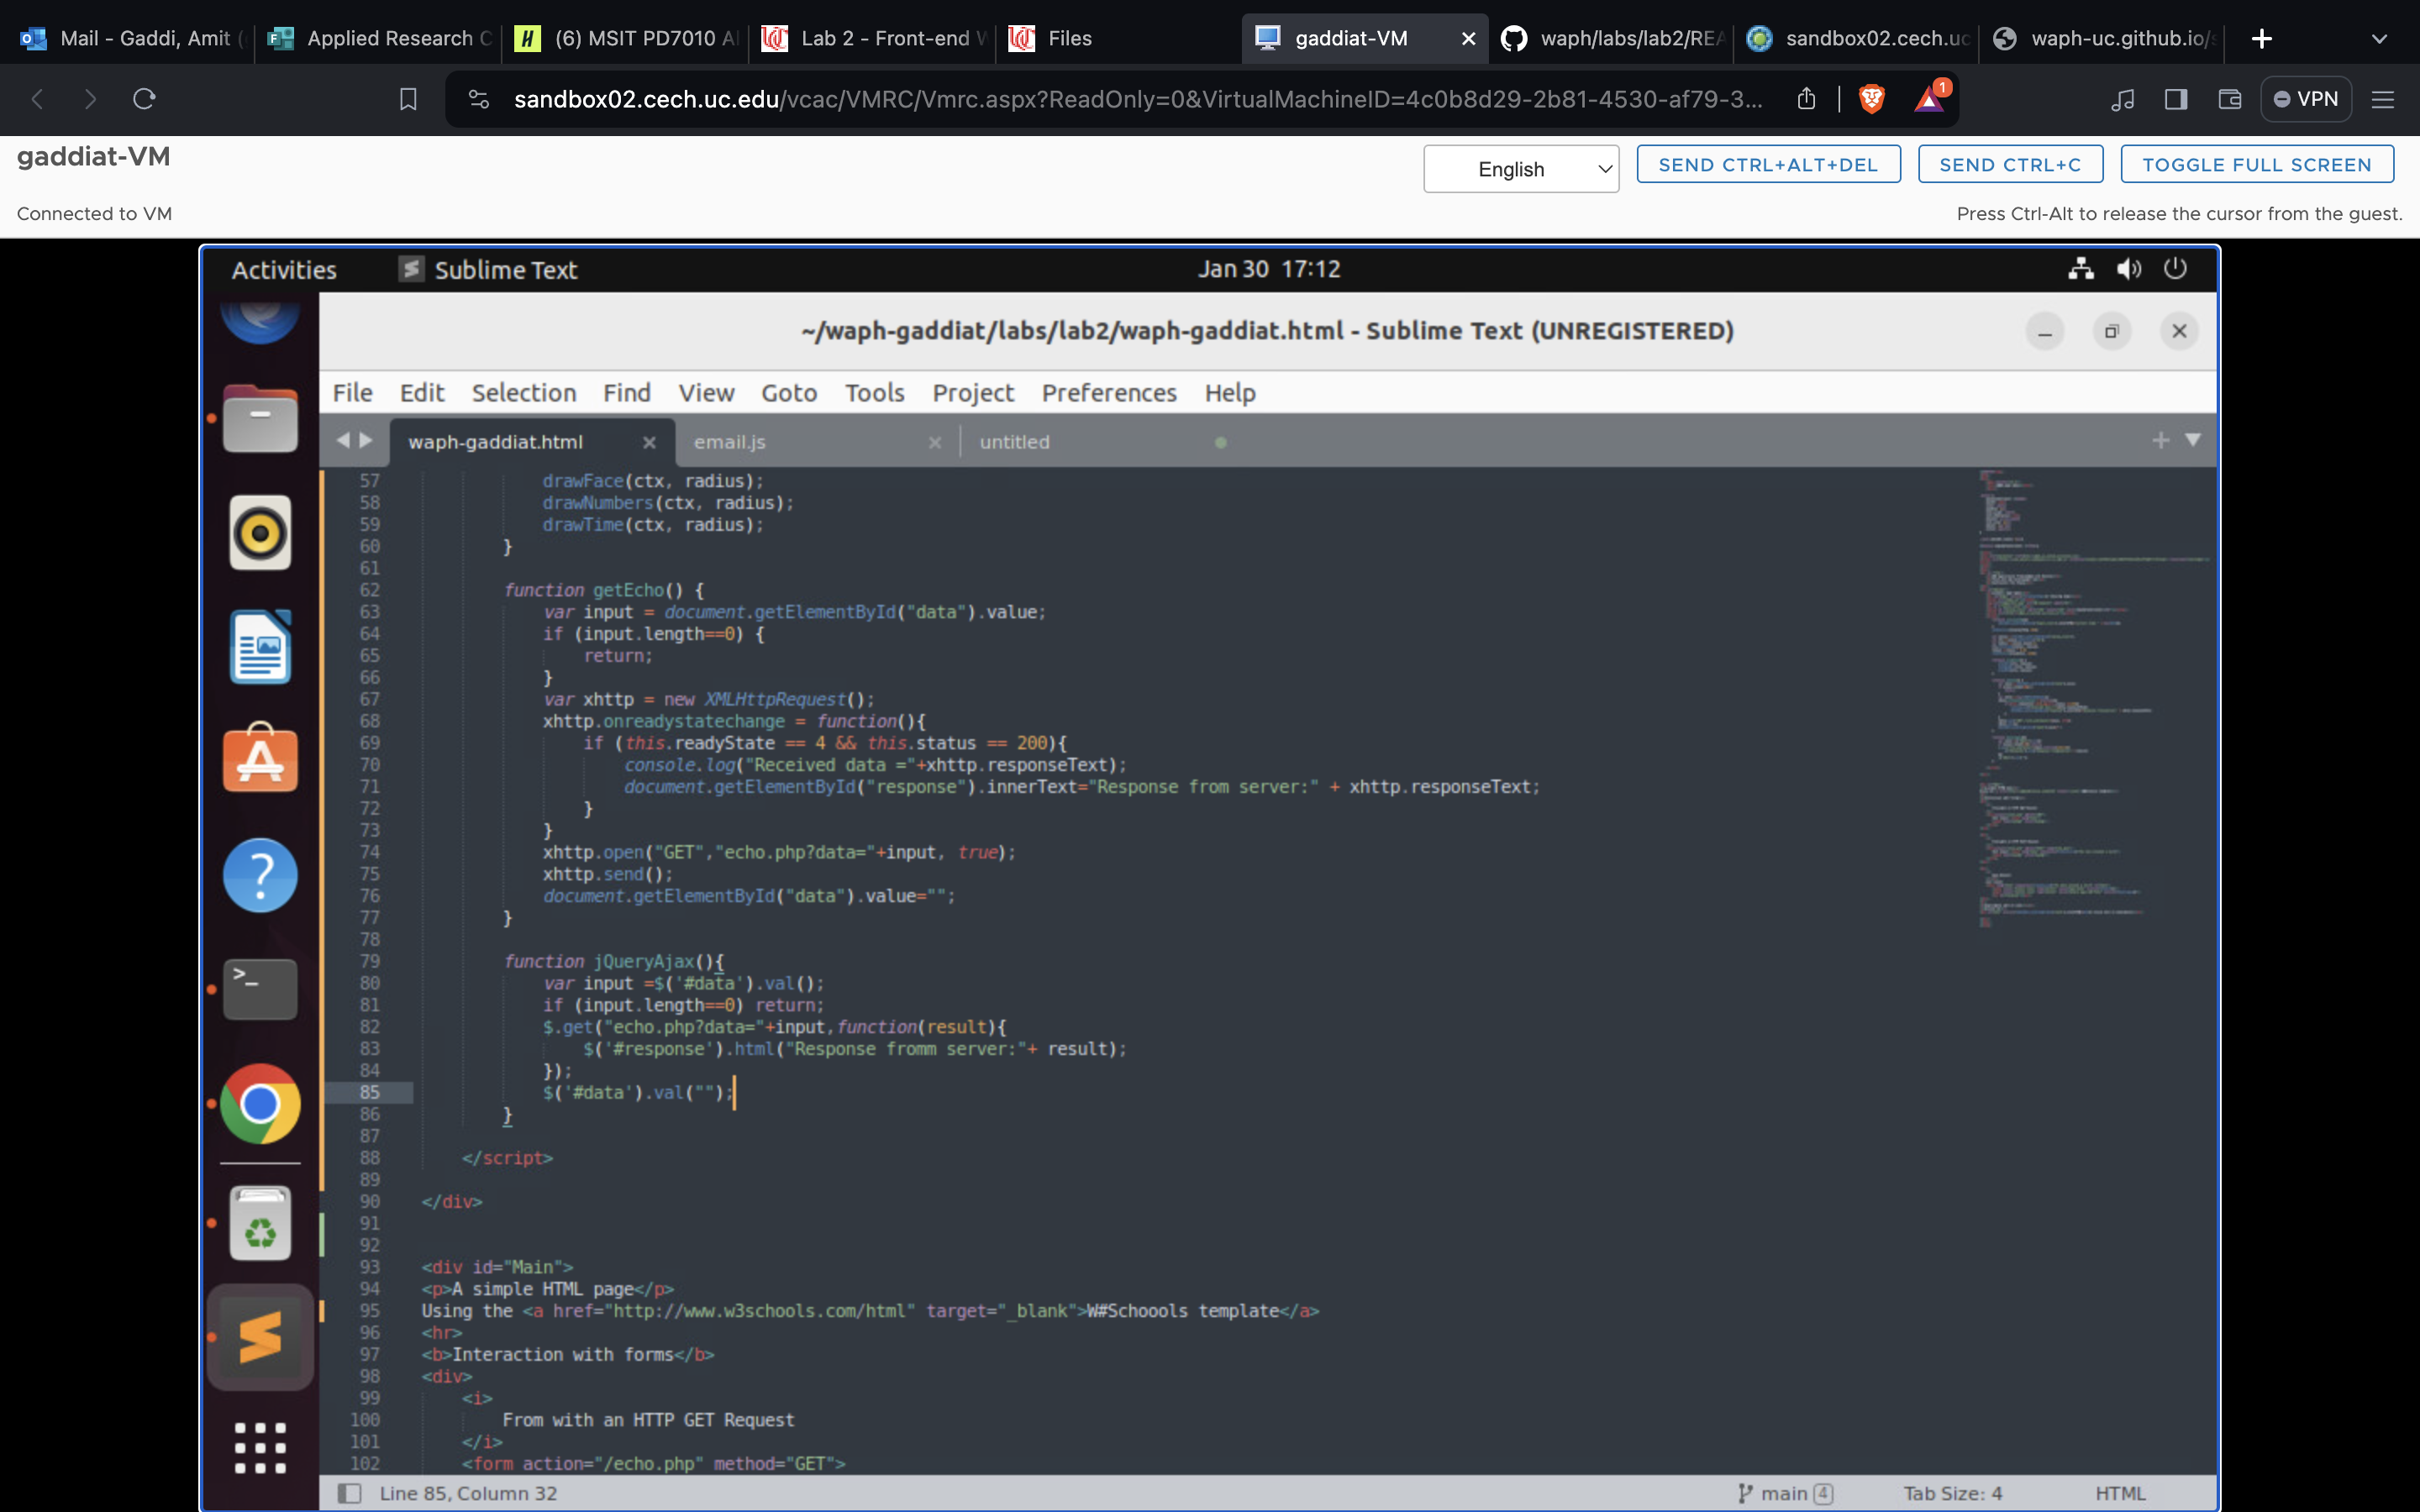 Mail - Gaddi, Amit (
Applied Research C
(6) MSIT PD7010 A
Lab 2 - Front-end W
Files
gaddiat-VM
waph/labs/lab2/REA
sandbox02.cech.uc
waph-uc.github.io/s
sandbox02.cech.uc.edu/vcac/VMRC/Vmrc.aspx?ReadOnly=0&VirtualMachineID=4c0b8d29-2b81-4530-af79-3...
1
VPN
gaddiat-VM
English
SEND CTRL+ALT+DEL
SEND CTRL+C
TOGGLE FULL SCREEN
Connected to VM
Press Ctrl-Alt to release the cursor from the guest.
Activities
Sublime Text
Jan 30 17:12
~/waph-gaddiat/labs/lab2/waph-gaddiat.html - Sublime Text (UNREGISTERED)
File Edit Selection Find View Goto Tools Project Preferences Help
waph-gaddiat.html
email.js
untitled
57 drawFace(ctx, radius);
58 drawNumbers(ctx, radius);
59 drawTime(ctx, radius);
60 }
61
62 function getEcho() {
63 var input = document.getElementById("data").value;
64 if (input.length==0) {
65 return;
66 }
67 var xhttp = new XMLHttpRequest();
68 xhttp.onreadystatechange = function(){
69 if (this.readyState == 4 && this.status == 200){
70 console.log("Received data ="+xhttp.responseText);
71 document.getElementById("response").innerText="Response from server:" + xhttp.responseText;
72 }
73 }
74 xhttp.open("GET","echo.php?data="+input, true);
75 xhttp.send();
76 document.getElementById("data").value="";
77 }
78
79 function jQueryAjax(){
80 var input =$('#data').val();
81 if (input.length==0) return;
82 $.get("echo.php?data="+input,function(result){
83 $('#response').html("Response fromm server:"+ result);
84 });
85 $('#data').val("");
86 }
87
88 </script>
89
90 </div>
91
92
93 <div id="Main">
94 <p>A simple HTML page</p>
95 Using the <a href="http://www.w3schools.com/html" target="_blank">W#Schoools template</a>
96 <hr>
97 <b>Interaction with forms</b>
98 <div>
99 <i>
100 From with an HTTP GET Request
101 </i>
102 <form action="/echo.php" method="GET">
Line 85, Column 32
main 4
Tab Size: 4
HTML